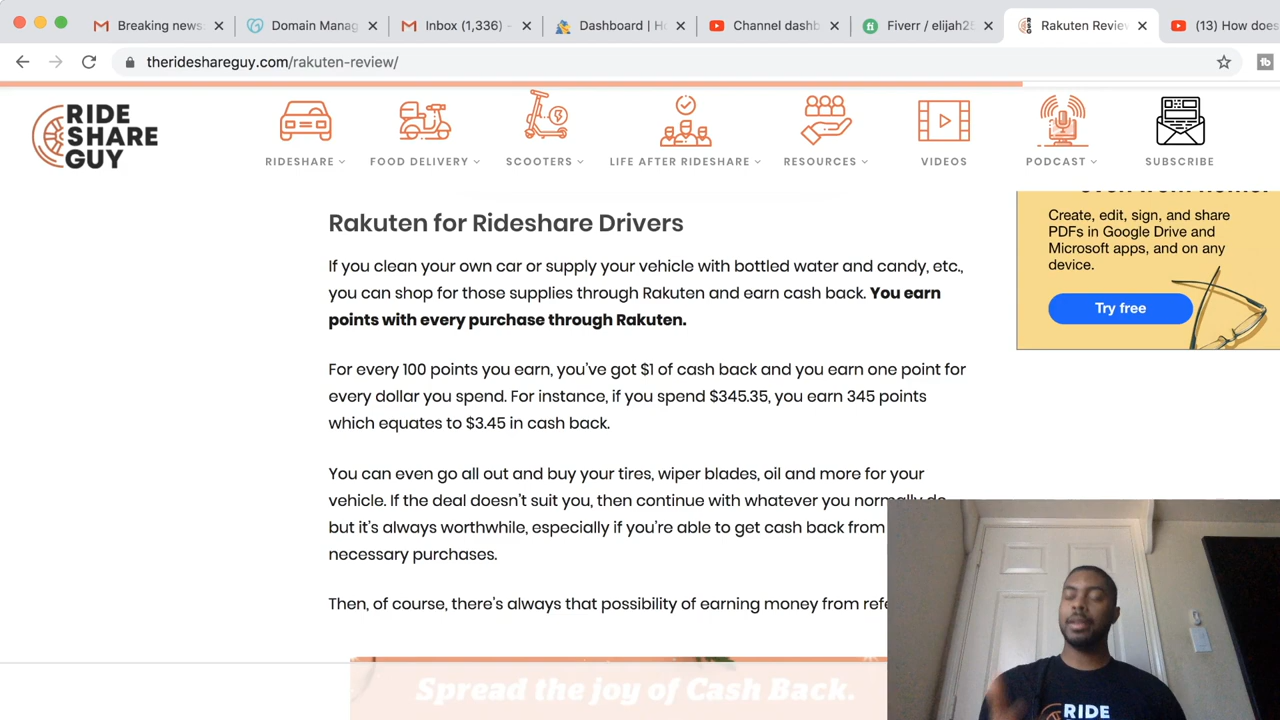 Breaking news:
Domain Manag
Inbox (1,336) -
Dashboard | Ho
Channel dashb
Fiverr / elijah25
Rakuten Review
(13) How does
therideshareguy.com/rakuten-review/
RIDE
SHARE
GUY
RIDESHARE
FOOD DELIVERY
SCOOTERS
LIFE AFTER RIDESHARE
RESOURCES
VIDEOS
PODCAST
SUBSCRIBE
Rakuten for Rideshare Drivers
If you clean your own car or supply your vehicle with bottled water and candy, etc.,
you can shop for those supplies through Rakuten and earn cash back. You earn
points with every purchase through Rakuten.
For every 100 points you earn, you've got $1 of cash back and you earn one point for
every dollar you spend. For instance, if you spend $345.35, you earn 345 points
which equates to $3.45 in cash back.
You can even go all out and buy your tires, wiper blades, oil and more for your
vehicle. If the deal doesn't suit you, then continue with whatever you normally do
but it's always worthwhile, especially if you're able to get cash back from
necessary purchases.
Then, of course, there's always that possibility of earning money from refe
Spread the joy of Cash Back.
Create, edit, sign, and share
PDFs in Google Drive and
Microsoft apps, and on any
device.
Try free
RIDE